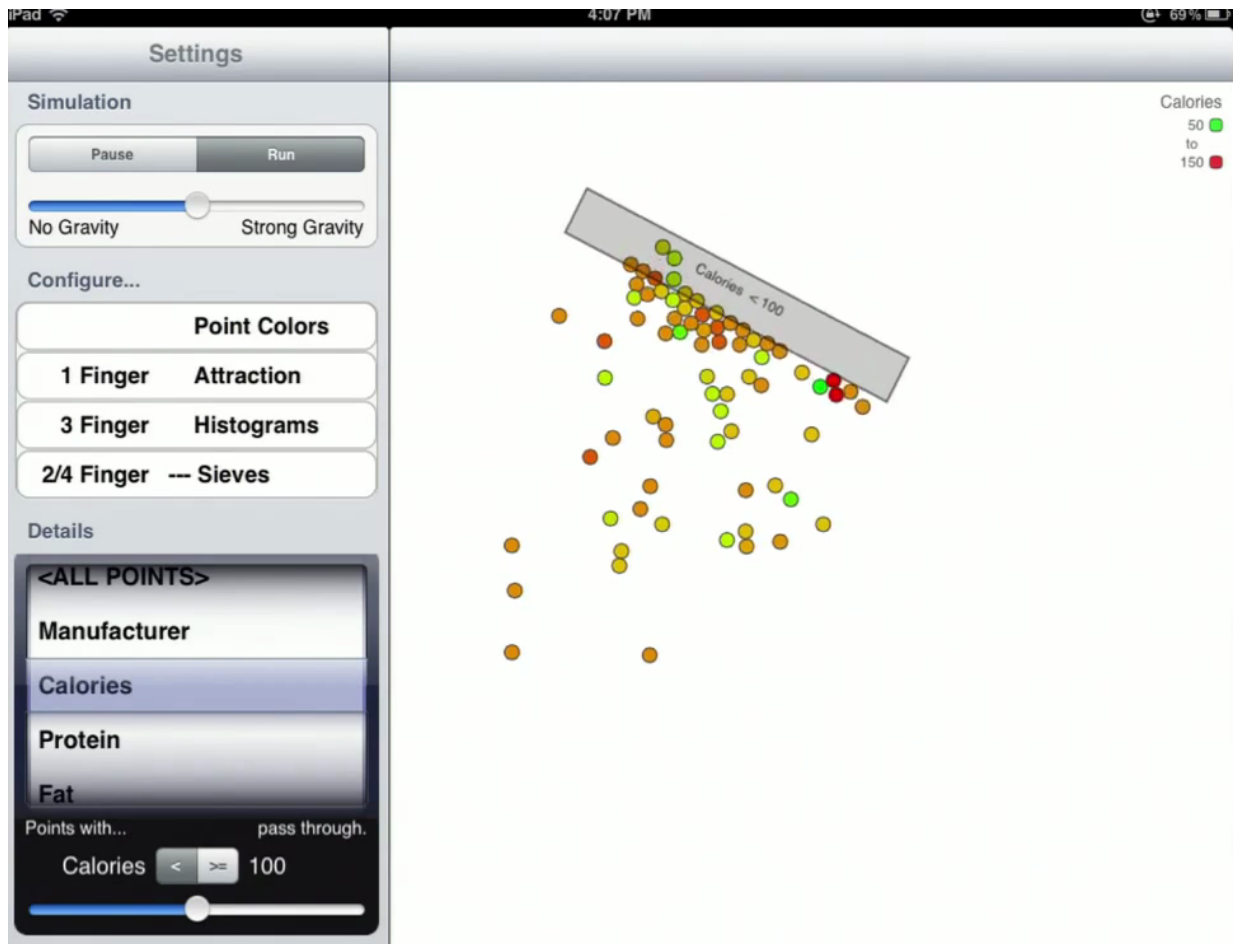 iPad 4:07 PM 69%
Settings
Simulation
Pause Run
No Gravity Strong Gravity
Configure...
Point Colors
1 Finger Attraction
3 Finger Histograms
2/4 Finger --- Sieves
Details
<ALL POINTS>
Manufacturer
Calories
Protein
Fat
Points with... pass through.
Calories < >= 100
Calories
50
to
150
Calories < 100